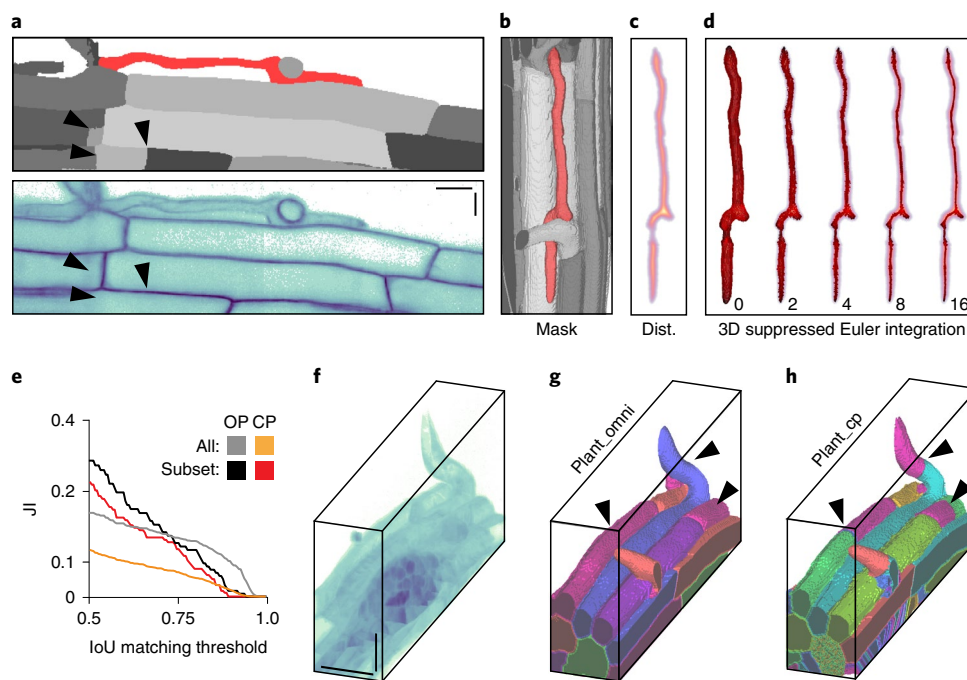 a
b
c
d
Mask
Dist.
0 2 4 8 16
3D suppressed Euler integration
e
f
g
h
OP CP
All:
Subset:
JI
0.4
0.2
0.1
0
0.5 0.75 1.0
IoU matching threshold
Plant_omni
Plant_cp